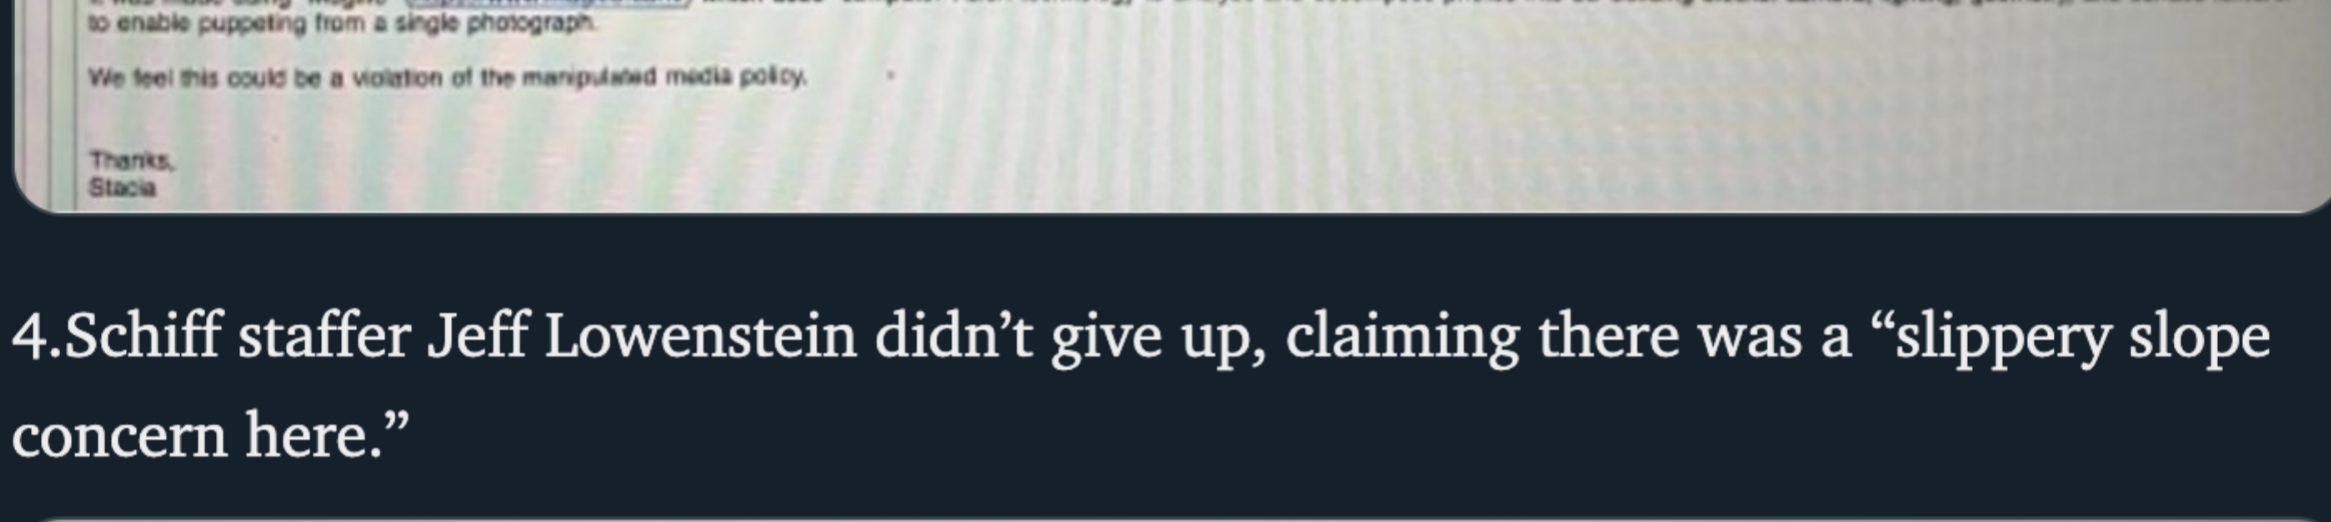 to enable puppeting from a single photograph.
We feel this could be a violation of the manipulated media policy.
Thanks,
Stacia
4.Schiff staffer Jeff Lowenstein didn’t give up, claiming there was a “slippery slope
concern here.”